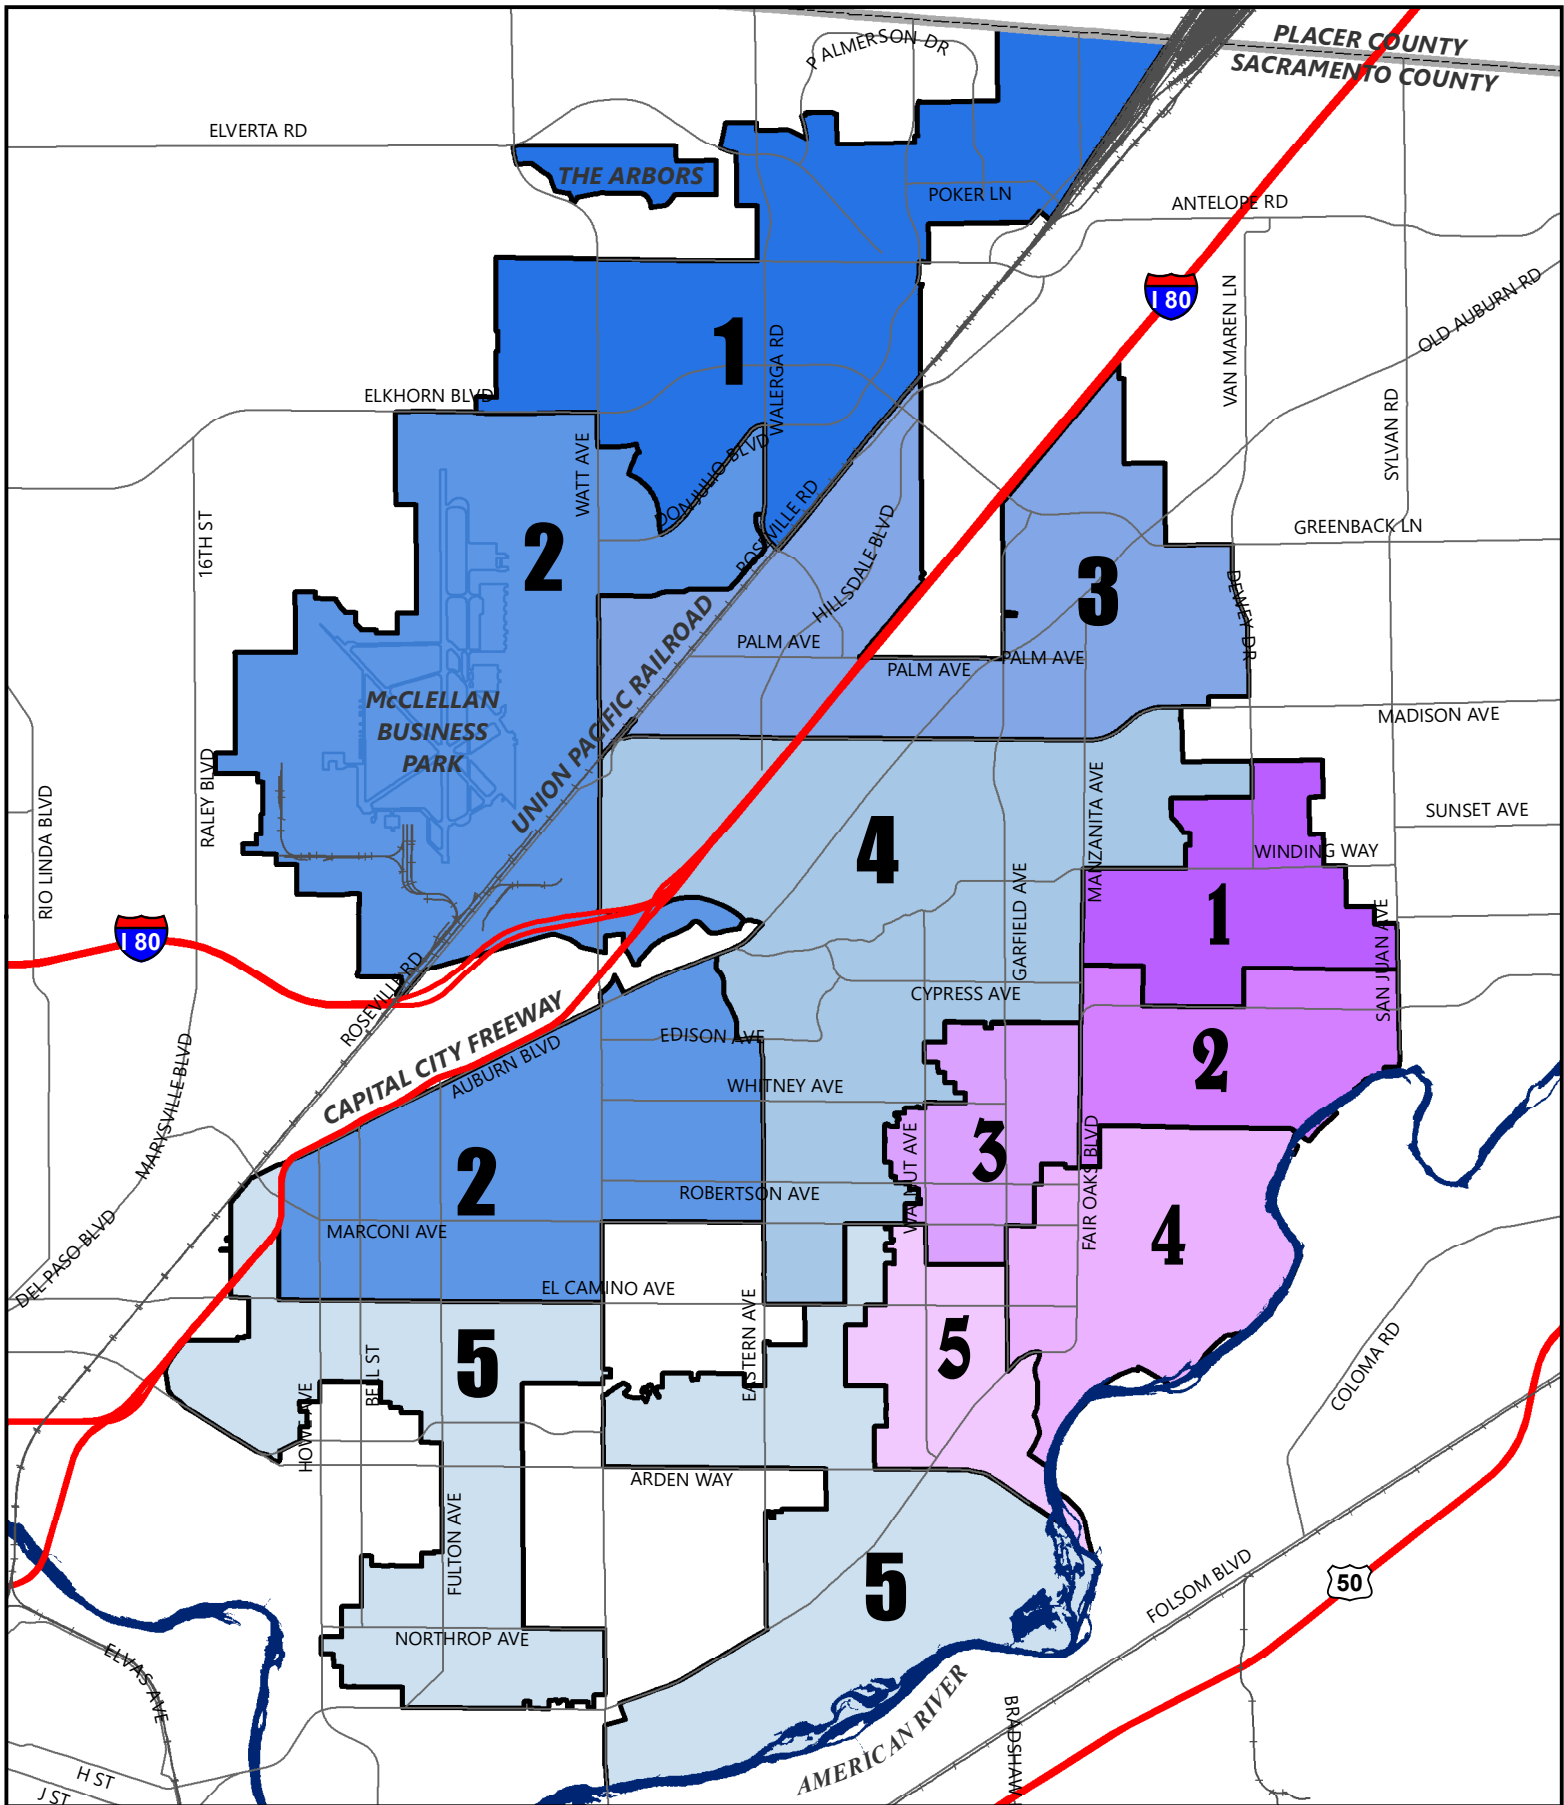 PLACER COUNTY
SACRAMENTO COUNTY
PALMERSON DR
ELVERTA RD
THE ARBORS
POKER LN
ANTELOPE RD
I 80
VAN MAREN LN
OLD AUBURN RD
1
WALERGA RD
ELKHORN BLVD
SYLVAN RD
WATT AVE
DON JULIO BLVD
ROSEVILLE RD
16TH ST
2
HILLSDALE BLVD
GREENBACK LN
3
DEWEY DR
PALM AVE
PALM AVE
PALM AVE
McCLELLAN
BUSINESS
PARK
UNION PACIFIC RAILROAD
MADISON AVE
RALEY BLVD
RIO LINDA BLVD
MANZANITA AVE
SUNSET AVE
4
WINDING WAY
GARFIELD AVE
1
SAN JUAN AVE
I 80
ROSEVILLE RD
CYPRESS AVE
CAPITAL CITY FREEWAY
AUBURN BLVD
EDISON AVE
2
WHITNEY AVE
MARYSVILLE BLVD
3
WALNUT AVE
FAIR OAKS BLVD
2
ROBERTSON AVE
MARCONI AVE
4
DEL PASO BLVD
EL CAMINO AVE
EASTERN AVE
5
5
BELL ST
HOWE AVE
COLOMA RD
ARDEN WAY
FULTON AVE
5
FOLSOM BLVD
50
NORTHROP AVE
ELVAS AVE
AMERICAN RIVER
BRADSHAW
H ST
J ST